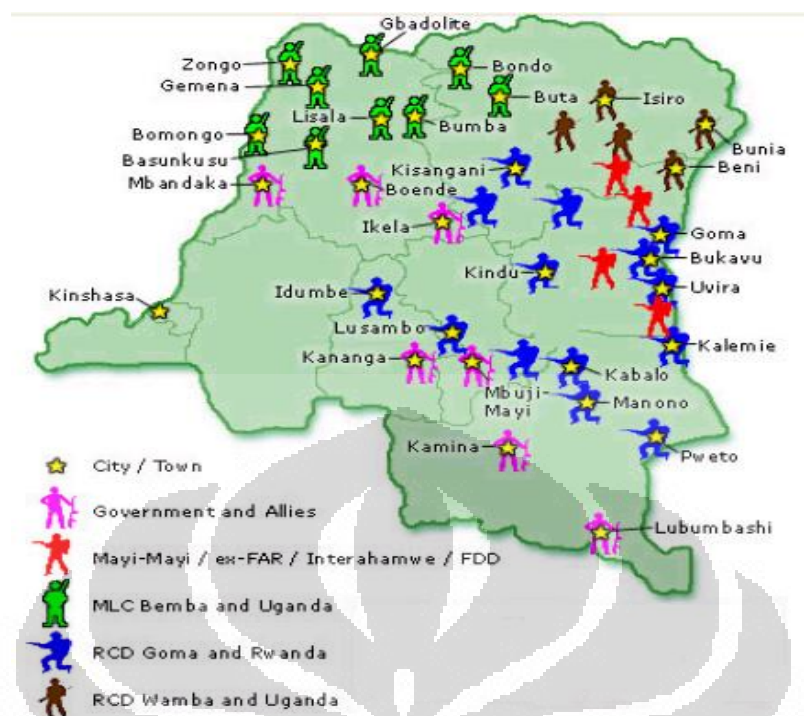 Gbadolite
Zongo
Bondo
Gemena
Buta
Isiro
Lisala
Bumba
Bomongo
Bunia
Basunkusu
Kisangani
Beni
Mbandaka
Boende
Ikela
Goma
Bukavu
Kindu
Uvira
Kinshasa
Idumbe
Lusambo
Kalemie
Kananga
Kabalo
Mbuji-
Mayi
Manono
Kamina
Pweto
Lubumbashi
City / Town
Government and Allies
Mayi-Mayi / ex-FAR / Interahamwe / FDD
MLC Bemba and Uganda
RCD Goma and Rwanda
RCD Wamba and Uganda